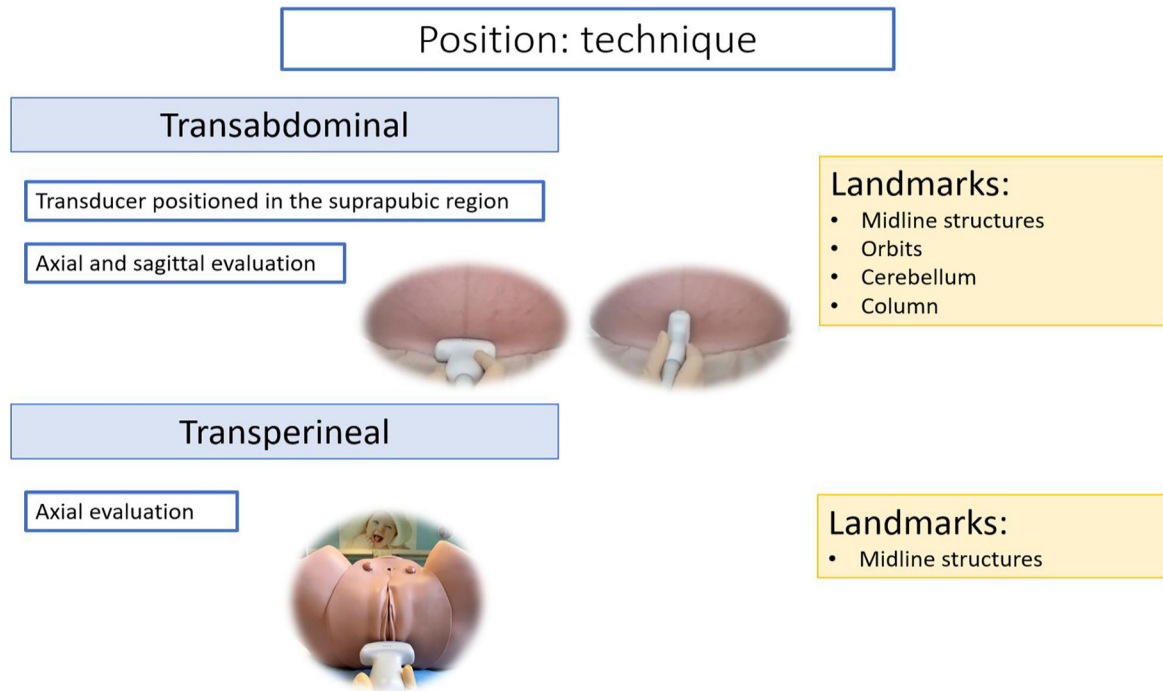 Position: technique
Transabdominal
Transducer positioned in the suprapubic region
Axial and sagittal evaluation
Landmarks:
• Midline structures
• Orbits
• Cerebellum
• Column
Transperineal
Axial evaluation
Landmarks:
• Midline structures